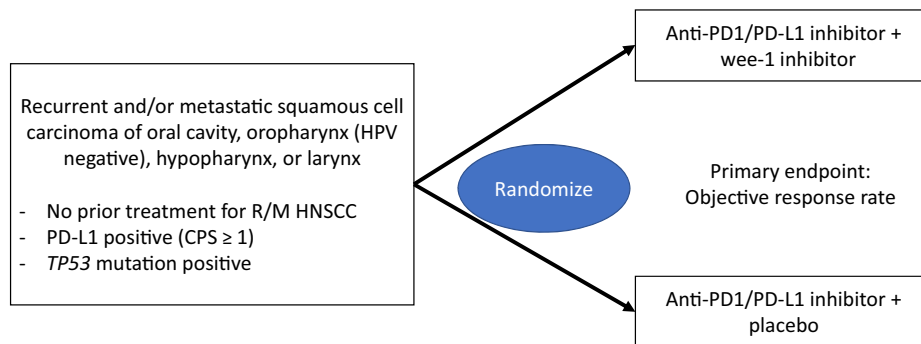 Recurrent and/or metastatic squamous cell
carcinoma of oral cavity, oropharynx (HPV
negative), hypopharynx, or larynx
- No prior treatment for R/M HNSCC
- PD-L1 positive (CPS ≥ 1)
- TP53 mutation positive
Randomize
Anti-PD1/PD-L1 inhibitor +
wee-1 inhibitor
Primary endpoint:
Objective response rate
Anti-PD1/PD-L1 inhibitor +
placebo